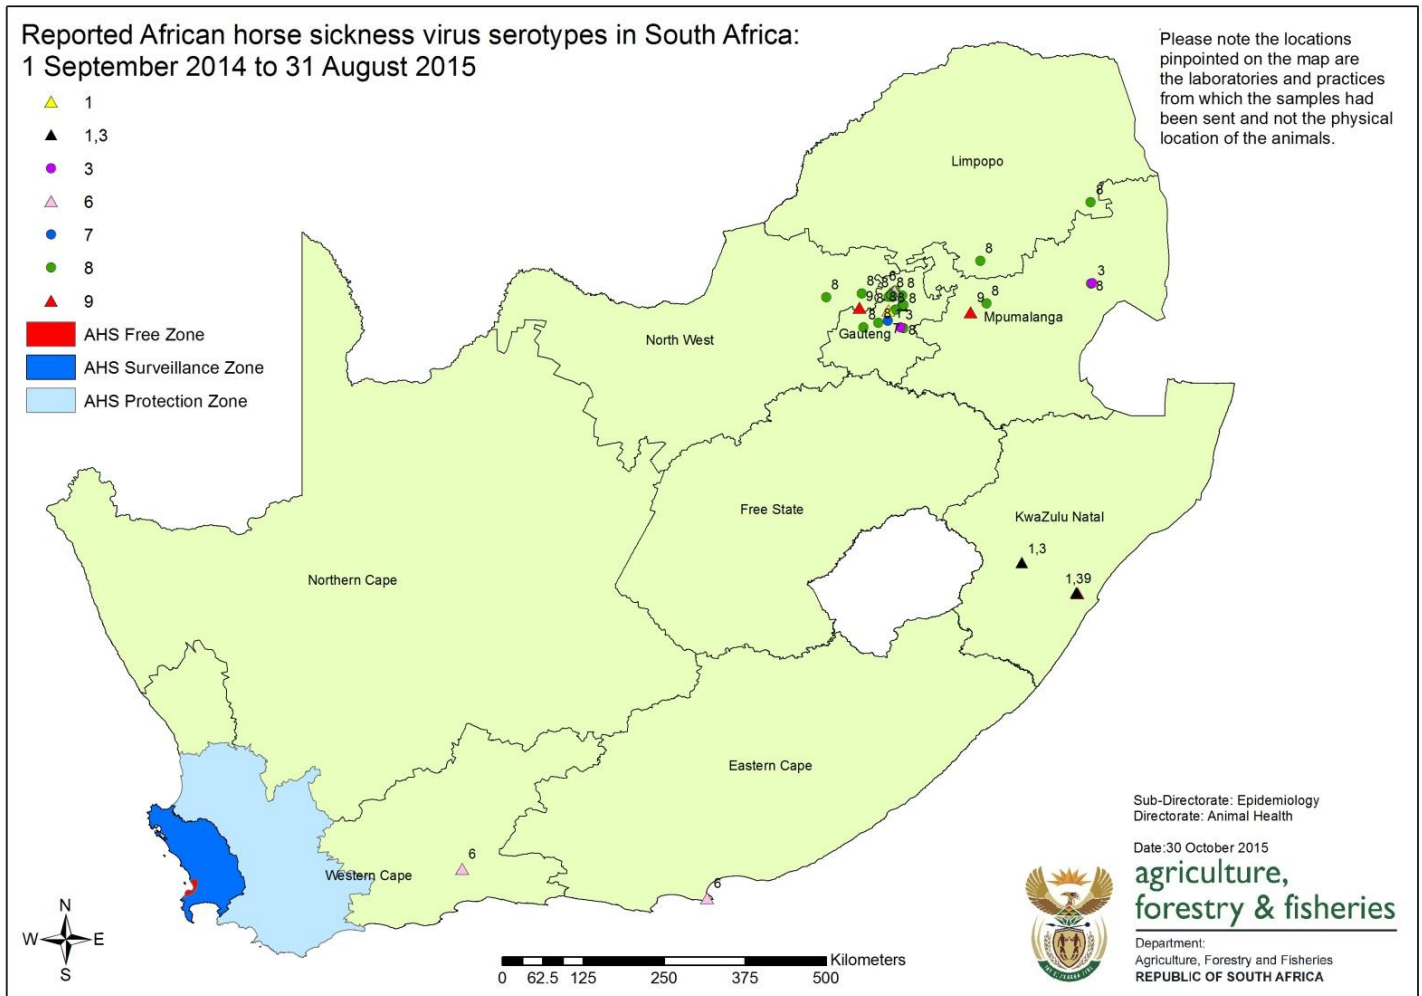 Reported African horse sickness virus serotypes in South Africa:
1 September 2014 to 31 August 2015
1
1,3
3
6
7
8
9
AHS Free Zone
AHS Surveillance Zone
AHS Protection Zone
Please note the locations
pinpointed on the map are
the laboratories and practices
from which the samples had
been sent and not the physical
location of the animals.
Limpopo
8
8
3
8
8
9
8
Mpumalanga
8
9
8
8
7
8
Gauteng
North West
Free State
KwaZulu Natal
1,3
1,39
Northern Cape
Eastern Cape
6
Western Cape
6
N
W E
S
Kilometers
0 62.5 125 250 375 500
Sub-Directorate: Epidemiology
Directorate: Animal Health
Date:30 October 2015
agriculture,
forestry & fisheries
Department:
Agriculture, Forestry and Fisheries
REPUBLIC OF SOUTH AFRICA